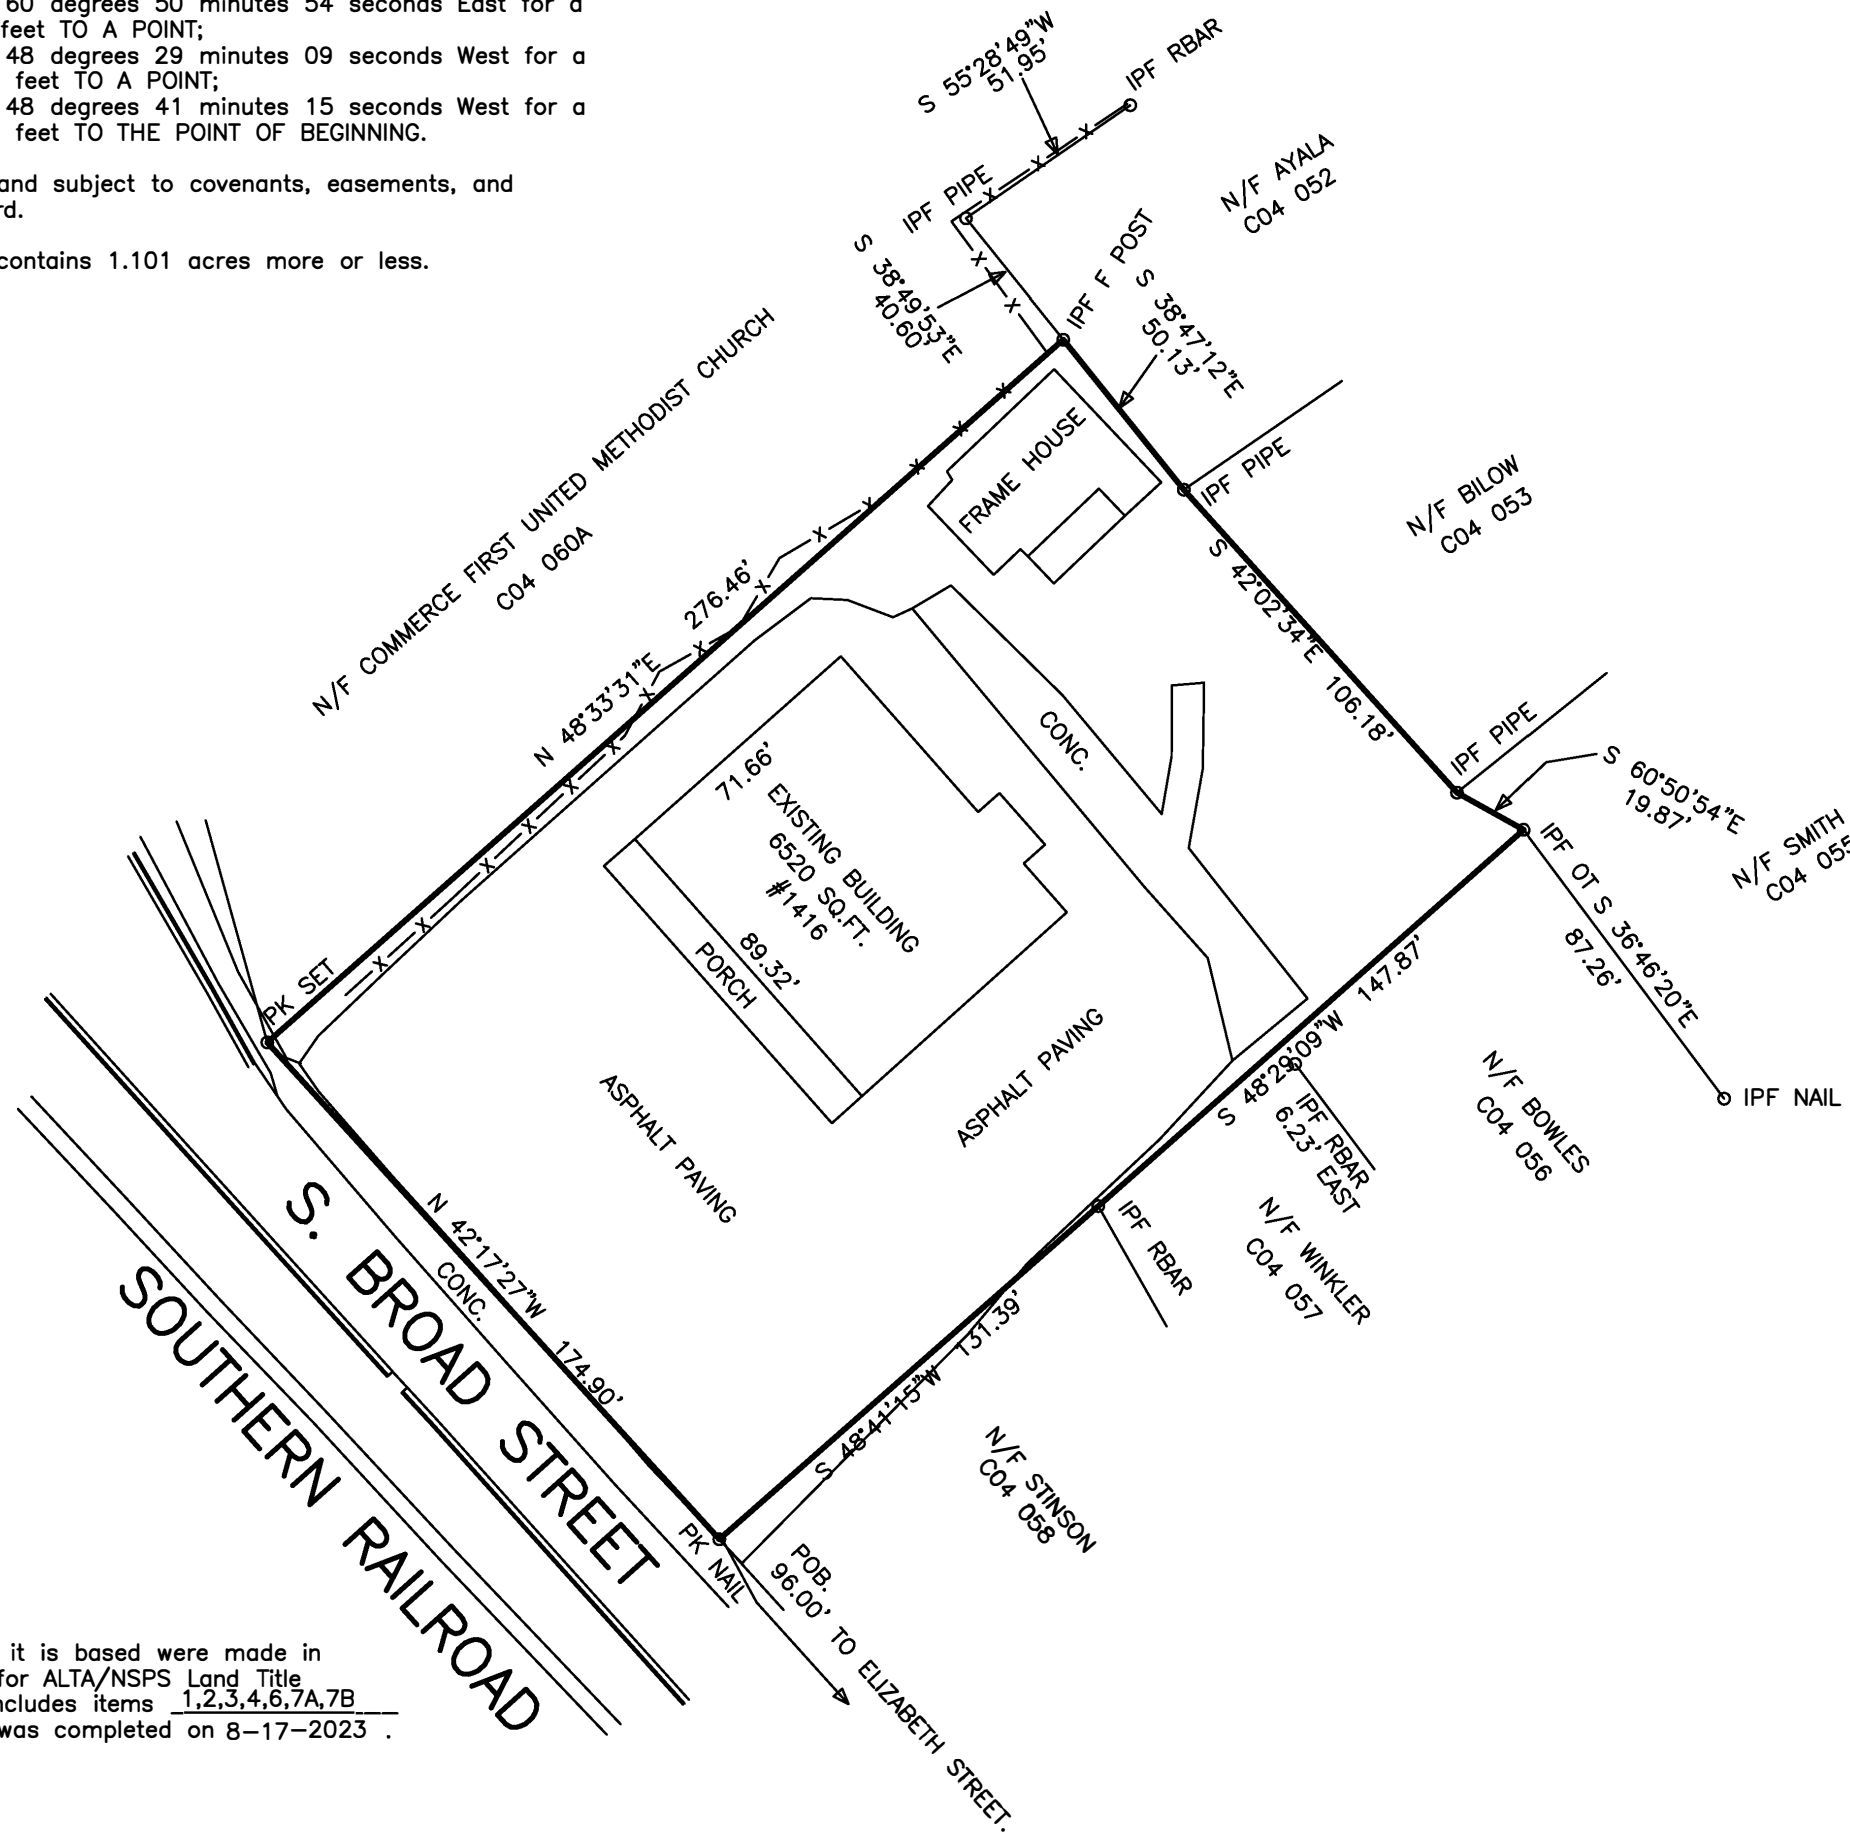 60 degrees 50 minutes 54 seconds East for a
feet TO A POINT;
48 degrees 29 minutes 09 seconds West for a
feet TO A POINT;
48 degrees 41 minutes 15 seconds West for a
feet TO THE POINT OF BEGINNING.
and subject to covenants, easements, and
rd.
contains 1.101 acres more or less.
S 55°28'49"W
51.95'
IPF RBAR
IPF PIPE
N/F AYALA
C04 052
S 38°49'53"E
40.60'
IPF F POST
S 38°47'12"E
50.13'
N/F COMMERCE FIRST UNITED METHODIST CHURCH
C04 060A
FRAME HOUSE
IPF PIPE
N/F BILOW
C04 053
276.46'
N 48°33'31"E
S 42°02'34"E
106.18'
IPF PIPE
S 60°50'54"E
19.87'
N/F SMITH
C04 055
CONC.
71.66'
EXISTING BUILDING
6520 SQ.FT.
#1416
89.32'
PORCH
IPF OT
S 36°46'20"E
87.26'
147.87'
S 48°29'09"W
PK SET
ASPHALT PAVING
ASPHALT PAVING
IPF RBAR
6.23' EAST
N/F BOWLES
C04 056
IPF NAIL
IPF RBAR
N/F WINKLER
C04 057
N 42°17'27"W
174.90'
CONC.
S. BROAD STREET
SOUTHERN RAILROAD
131.39'
S 48°41'15"W
N/F STINSON
C04 058
PK NAIL
POB.
96.00' TO ELIZABETH STREET.
it is based were made in
for ALTA/NSPS Land Title
ncludes items 1,2,3,4,6,7A,7B
was completed on 8-17-2023 .